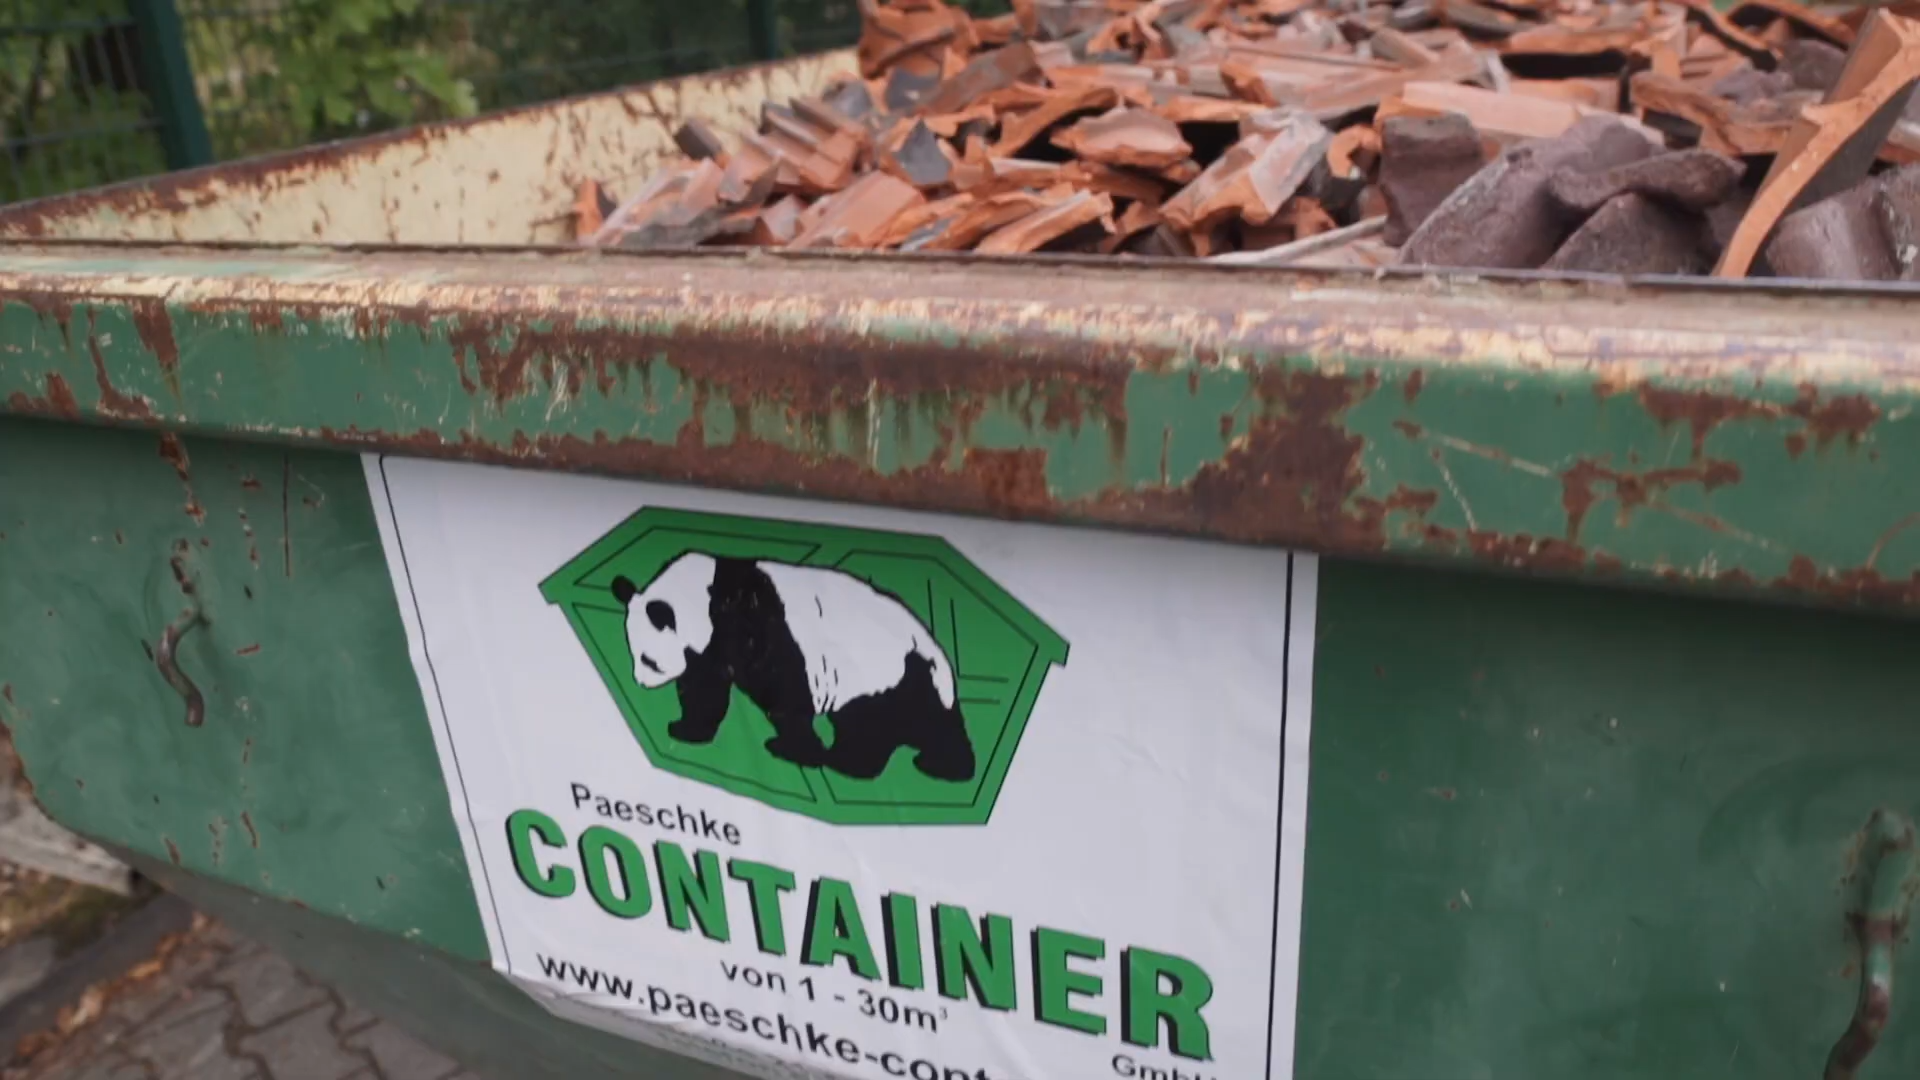 Paeschke
CONTAINER
von 1 - 30m³
GmbH
www.paeschke-cont